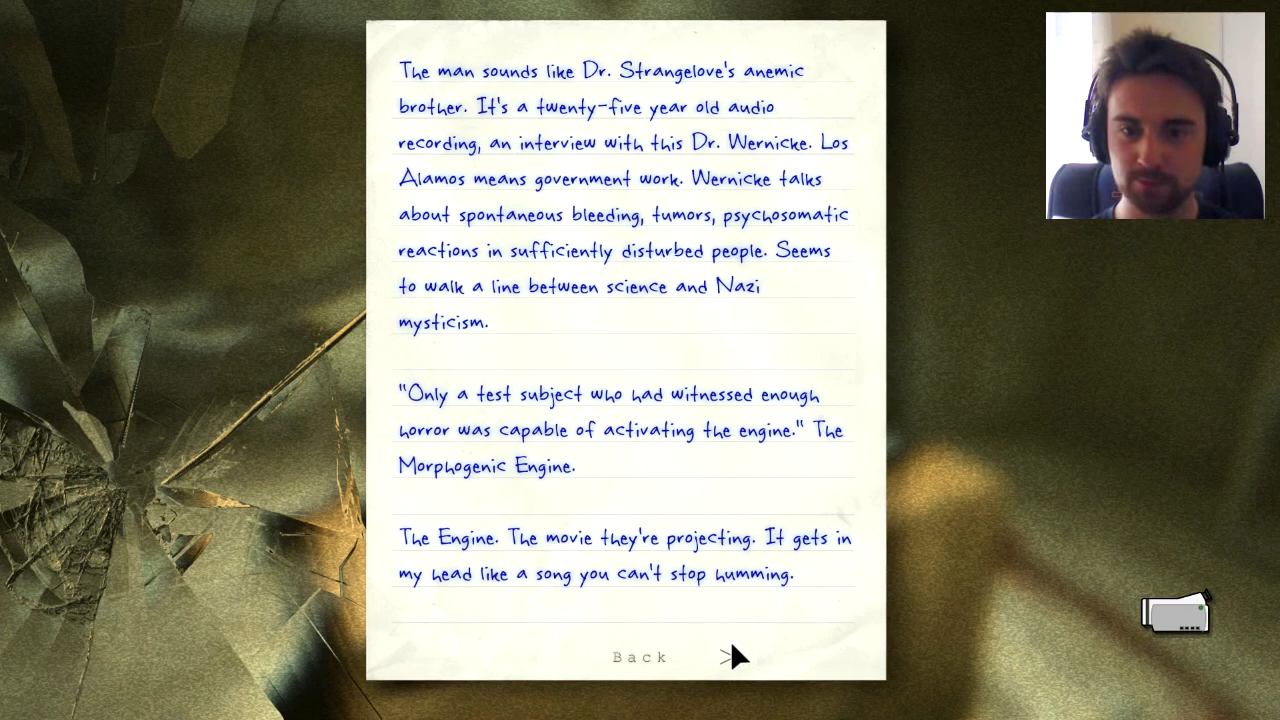 The man sounds like Dr. Strangelove's anemic
brother. It's a twenty-five year old audio
recording, an interview with this Dr. Wernicke. Los
Alamos means government work. Wernicke talks
about spontaneous bleeding, tumors, psychosomatic
reactions in sufficiently disturbed people. Seems
to walk a line between science and Nazi
mysticism.
"Only a test subject who had witnessed enough
horror was capable of activating the engine." The
Morphogenic Engine.
The Engine. The movie they're projecting. It gets in
my head like a song you can't stop humming.
Back >